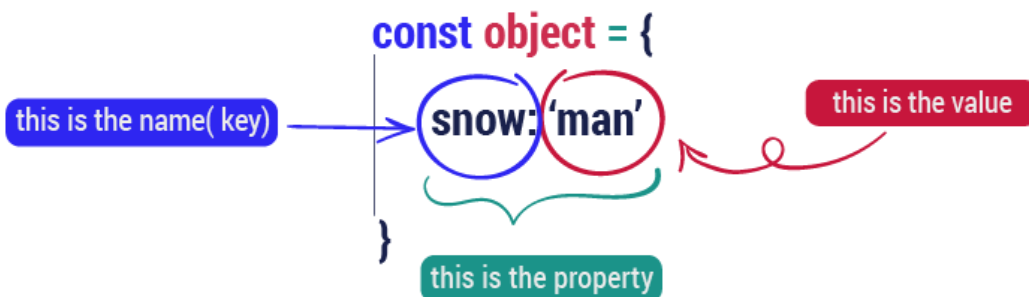 const object = {
this is the name( key)
snow: ‘man’
this is the value
}
this is the property